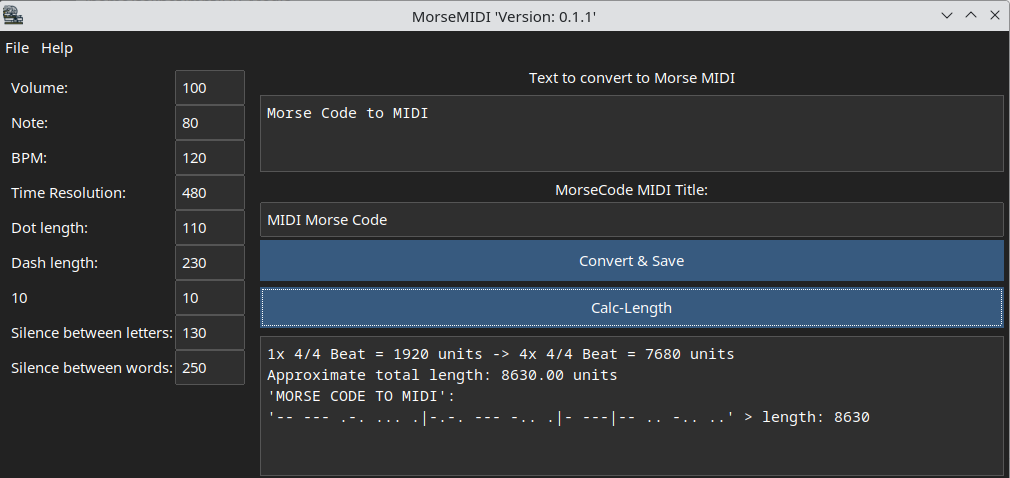 MorseMIDI 'Version: 0.1.1'
File Help
Volume: 100
Note: 80
BPM: 120
Time Resolution: 480
Dot length: 110
Dash length: 230
10 10
Silence between letters: 130
Silence between words: 250
Text to convert to Morse MIDI
Morse Code to MIDI
MorseCode MIDI Title:
MIDI Morse Code
Convert & Save
Calc-Length
1x 4/4 Beat = 1920 units -> 4x 4/4 Beat = 7680 units
Approximate total length: 8630.00 units
'MORSE CODE TO MIDI':
'-- --- .-. ... .|-.-. --- -.. .|- ---|-- .. -.. ..' > length: 8630